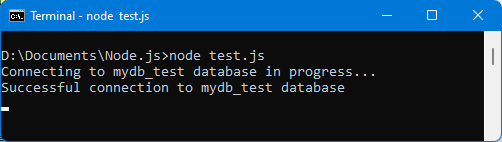 Terminal - node test.js
D:\Documents\Node.js>node test.js
Connecting to mydb_test database in progress...
Successful connection to mydb_test database